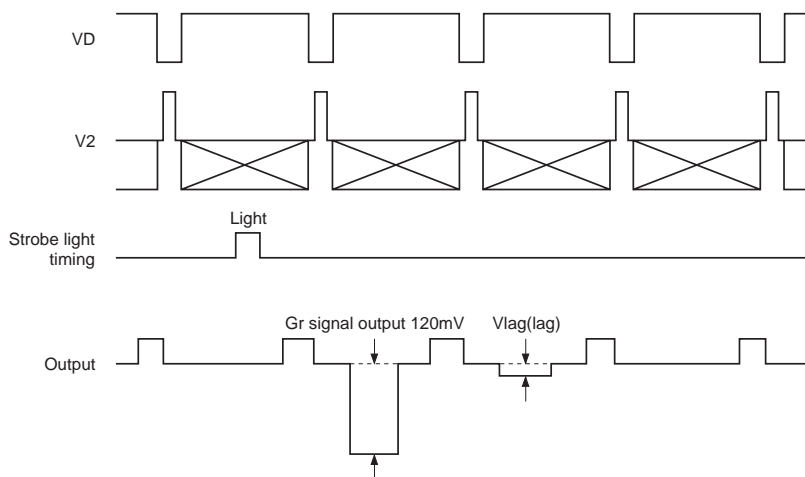 VD
V2
Light
Strobe light
timing
Gr signal output 120mV
Vlag(lag)
Output